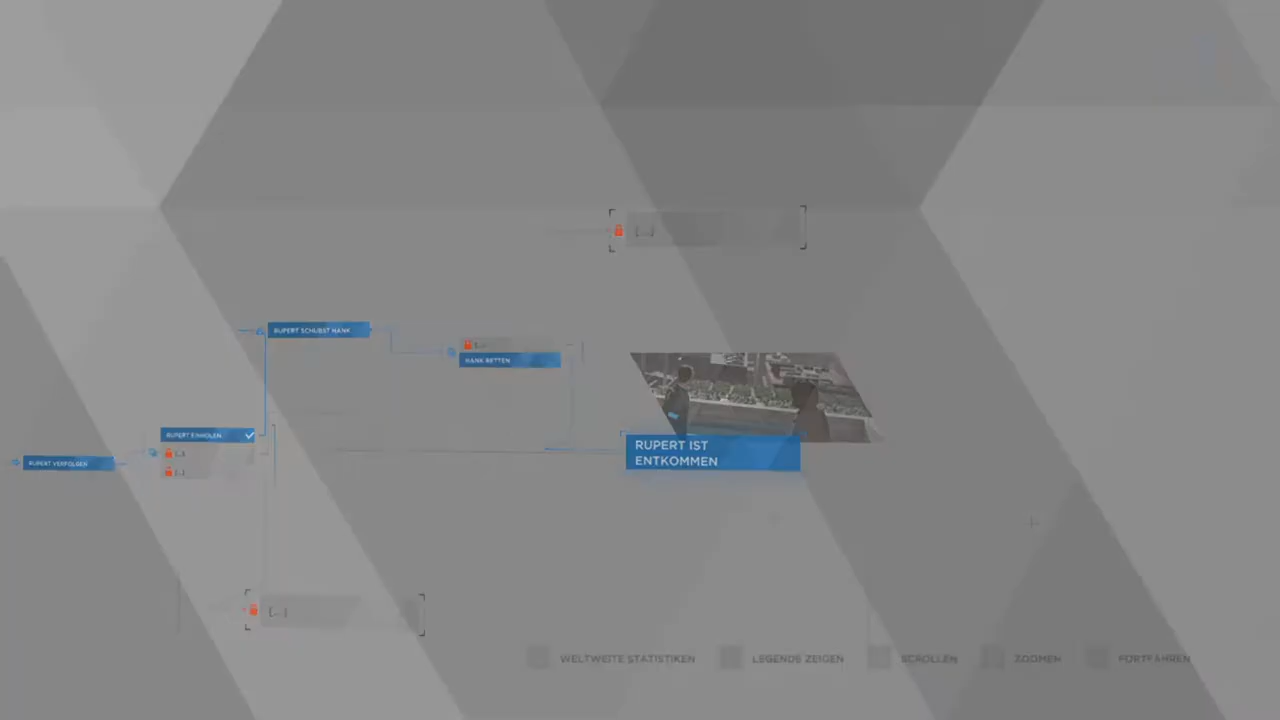 [...]
RUPERT SCHUBST HANK
[...]
HANK RETTEN
RUPERT EINHOLEN
RUPERT IST
ENTKOMMEN
[...]
RUPERT VERFOLGEN
[...]
[...]
WELTWEITE STATISTIKEN
LEGENDE ZEIGEN
SCROLLEN
ZOOMEN
FORTFAHREN